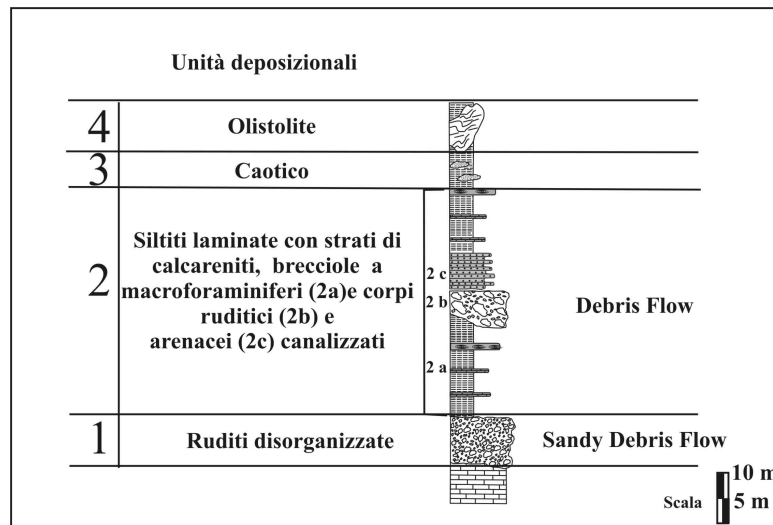 Unità deposizionali
4
Olistolite
3
Caotico
2
Siltiti laminate con strati di
calcareniti, brecciole a
macroforaminiferi (2a)e corpi
ruditici (2b) e
arenacei (2c) canalizzati
2 c
2 b
2 a
Debris Flow
1
Ruditi disorganizzate
Sandy Debris Flow
10 m
Scala
5 m